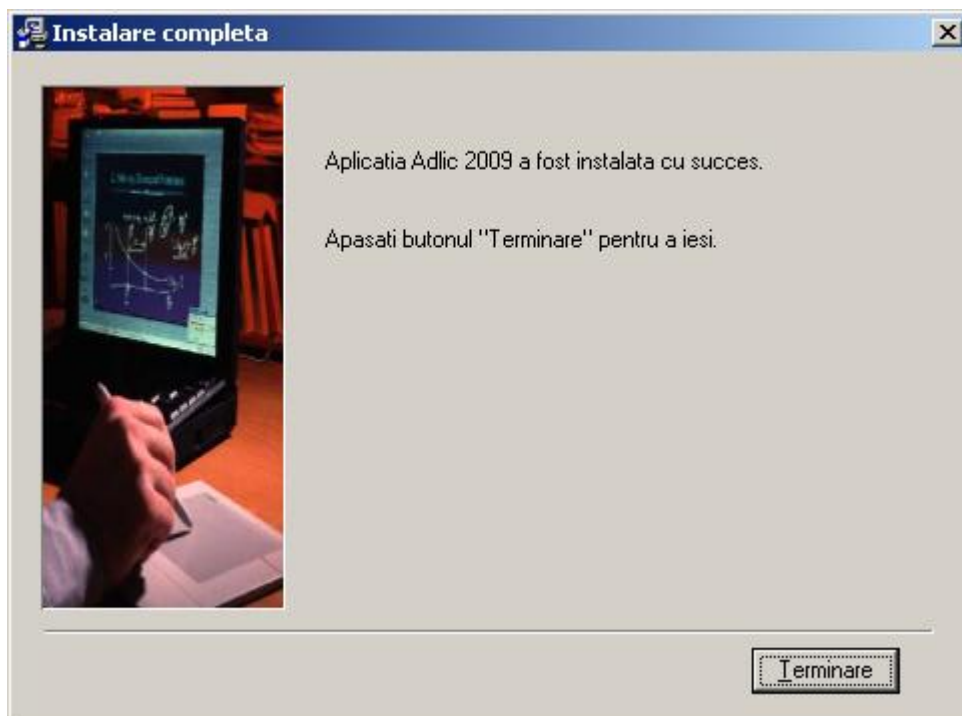 Instalare completa
Aplicatia Adlic 2009 a fost instalata cu succes.
Apasati butonul "Terminare" pentru a iesi.
Terminare